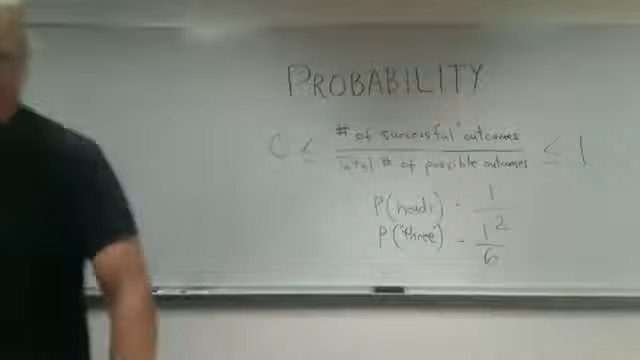 PROBABILITY
0 ≤ # of "successful" outcomes / total # of possible outcomes ≤ 1
P(heads) = 1/2
P("three") = 1/6